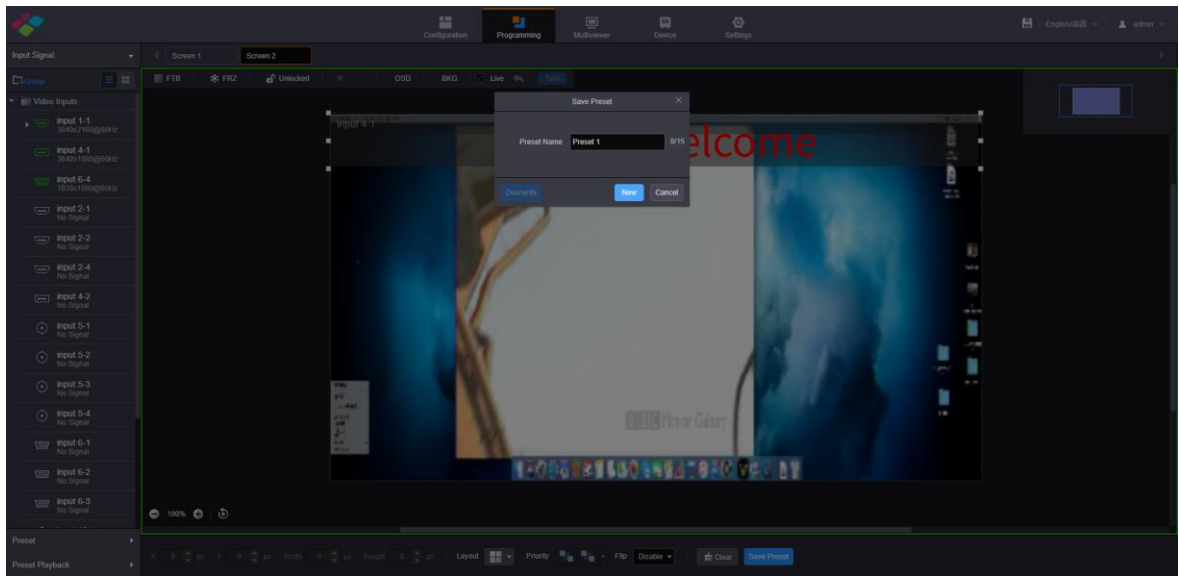 Configuration
Programming
Multiviewer
Device
Settings
admin
Input Signal
Screen 1
Screen 2
Group
FTB
FRZ
Unlocked
OSD
BKG
Live
Video Inputs
input 1-1
3840x2160@60Hz
input 4-1
3840x1080@60Hz
input 6-4
1920x1080@60Hz
input 2-1
No Signal
input 2-2
No Signal
input 2-4
No Signal
input 4-2
No Signal
input 5-1
No Signal
input 5-2
No Signal
input 5-3
No Signal
input 5-4
No Signal
input 6-1
No Signal
input 6-2
No Signal
input 6-3
No Signal
Save Preset
Preset Name Preset 1 8/15
Overwrite New Cancel
Input 4-1
elcome
100%
Preset
Preset Playback
X 0 px Y 0 px Width 0 px Height 0 px Layout Priority Flip Disable Clear Save Preset